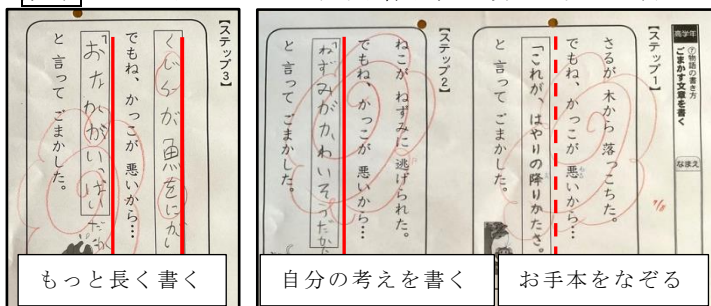 高学年
⑦物語の書き方
ごまかす文章を書く
なまえ
【ステップ1】
さるが 木から 落っこちた。
でもね、かっこが 悪いから…
「これが、はやりの降りかたさ。
と 言って ごまかした。
【ステップ2】
ねこが ねずみに 逃げられた。
でもね、かっこが 悪いから…
「ねずみがかわいそうだから
と 言って ごまかした。
【ステップ3】
くじらが 魚をにがし
でもね、かっこが 悪いから…
「おなかがいっぱいだから
と 言って ごまかした。
お手本をなぞる
自分の考えを書く
もっと長く書く